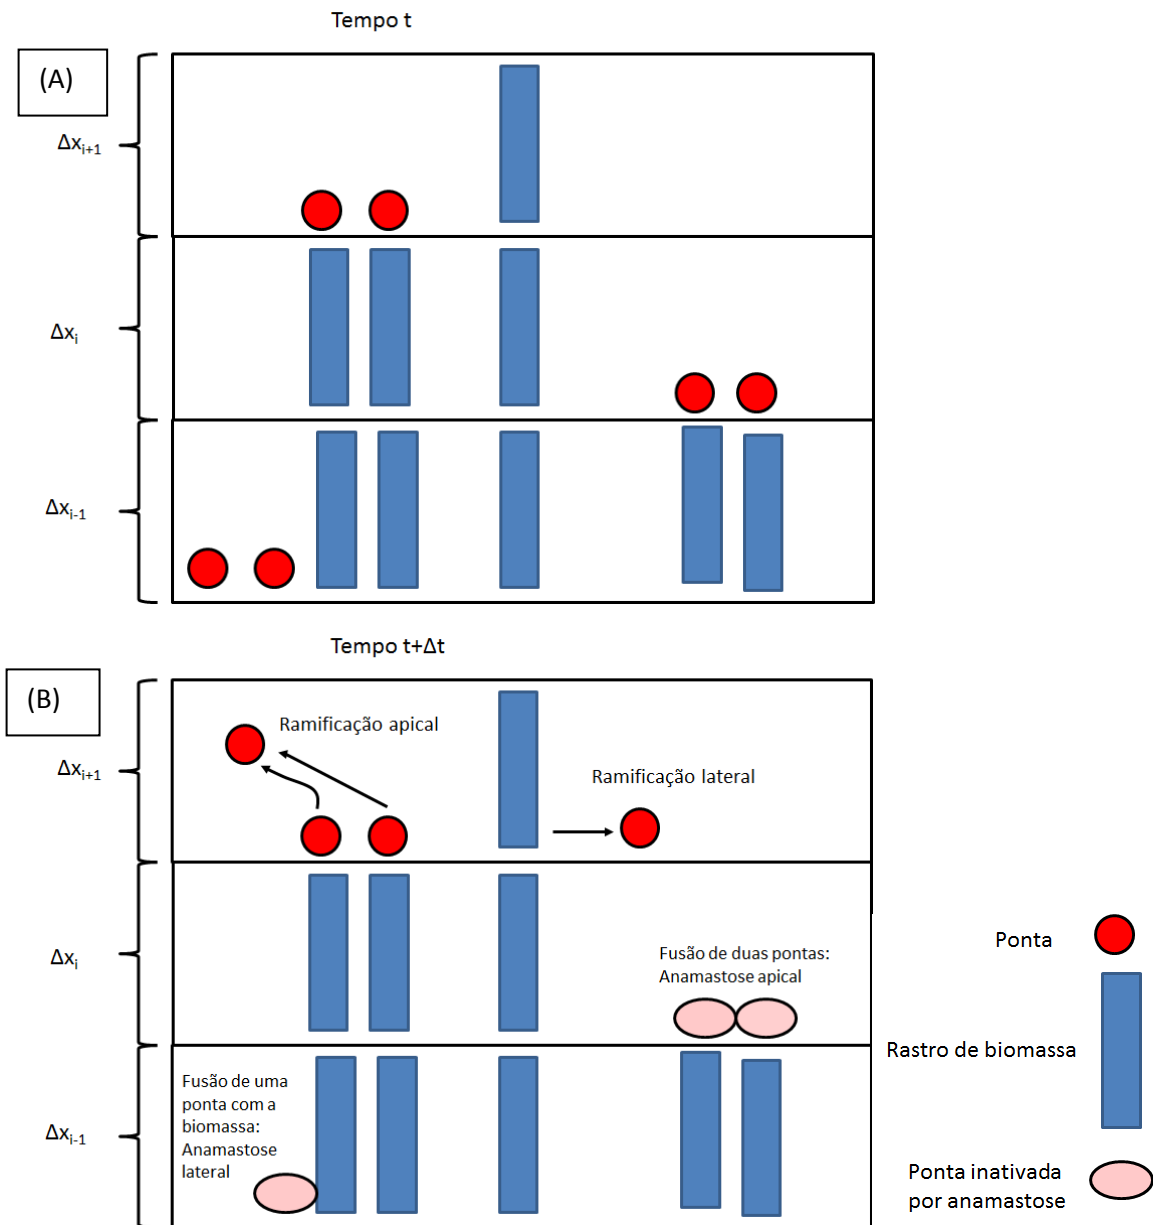 Tempo t
(A)
Δxi+1
Δxi
Δxi-1
Tempo t+Δt
(B)
Ramificação apical
Δxi+1
Ramificação lateral
Δxi
Fusão de duas pontas:
Anamastose apical
Ponta
Rastro de biomassa
Fusão de uma
ponta com a
biomassa:
Anamastose
lateral
Δxi-1
Ponta inativada
por anamastose